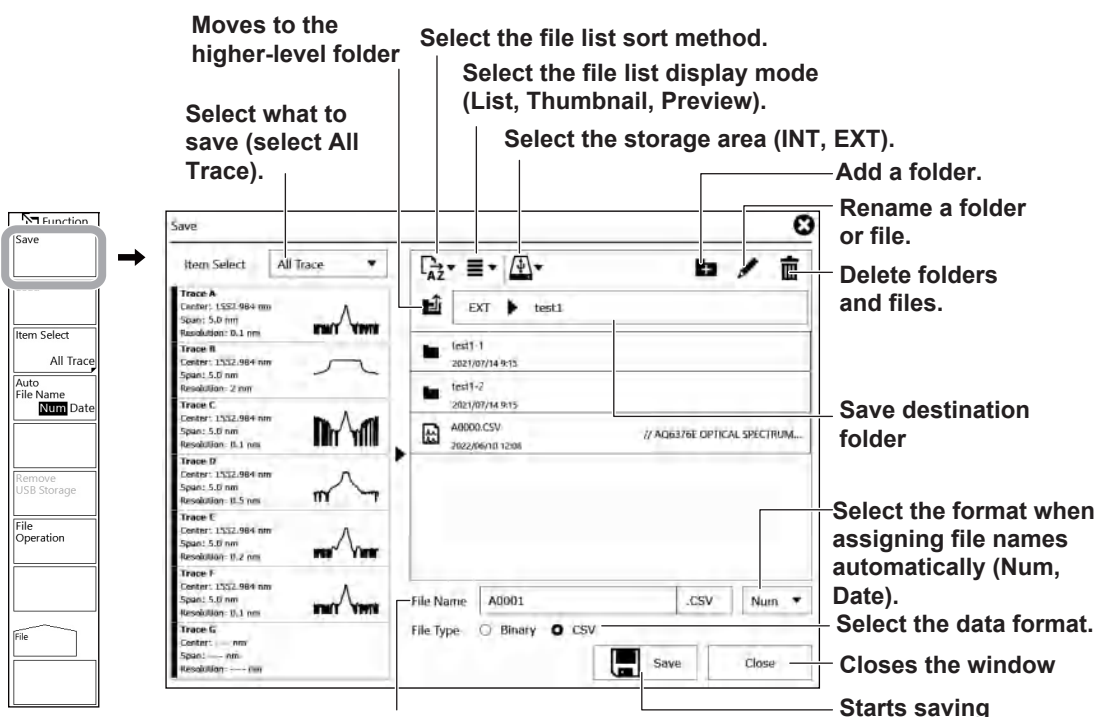 Moves to the
higher-level folder
Select the file list sort method.
Select the file list display mode
(List, Thumbnail, Preview).
Select what to
save (select All
Trace).
Select the storage area (INT, EXT).
Add a folder.
Rename a folder
or file.
Delete folders
and files.
Function
Save
Item Select
All Trace
Auto
File Name
Num Date
Remove
USB Storage
File
Operation
File
Save
Item Select All Trace
AZ
EXT test1
Trace A
Center: 1552.984 nm
Span: 5.0 nm
Resolution: 0.1 nm
Trace B
Center: 1552.984 nm
Span: 5.0 nm
Resolution: 2 nm
Trace C
Center: 1552.984 nm
Span: 5.0 nm
Resolution: 0.1 nm
Trace D
Center: 1552.984 nm
Span: 5.0 nm
Resolution: 0.5 nm
Trace E
Center: 1552.984 nm
Span: 5.0 nm
Resolution: 0.2 nm
Trace F
Center: 1552.984 nm
Span: 5.0 nm
Resolution: 0.1 nm
Trace G
Center: ---- nm
Span: ---- nm
Resolution: ---- nm
test1-1
2021/07/14 9:15
test1-2
2021/07/14 9:15
A0000.CSV // AQ6376E OPTICAL SPECTRUM...
2022/06/10 12:08
File Name A0001 .CSV Num
File Type Binary CSV
Save Close
Save destination
folder
Select the format when
assigning file names
automatically (Num,
Date).
Select the data format.
Closes the window
Starts saving